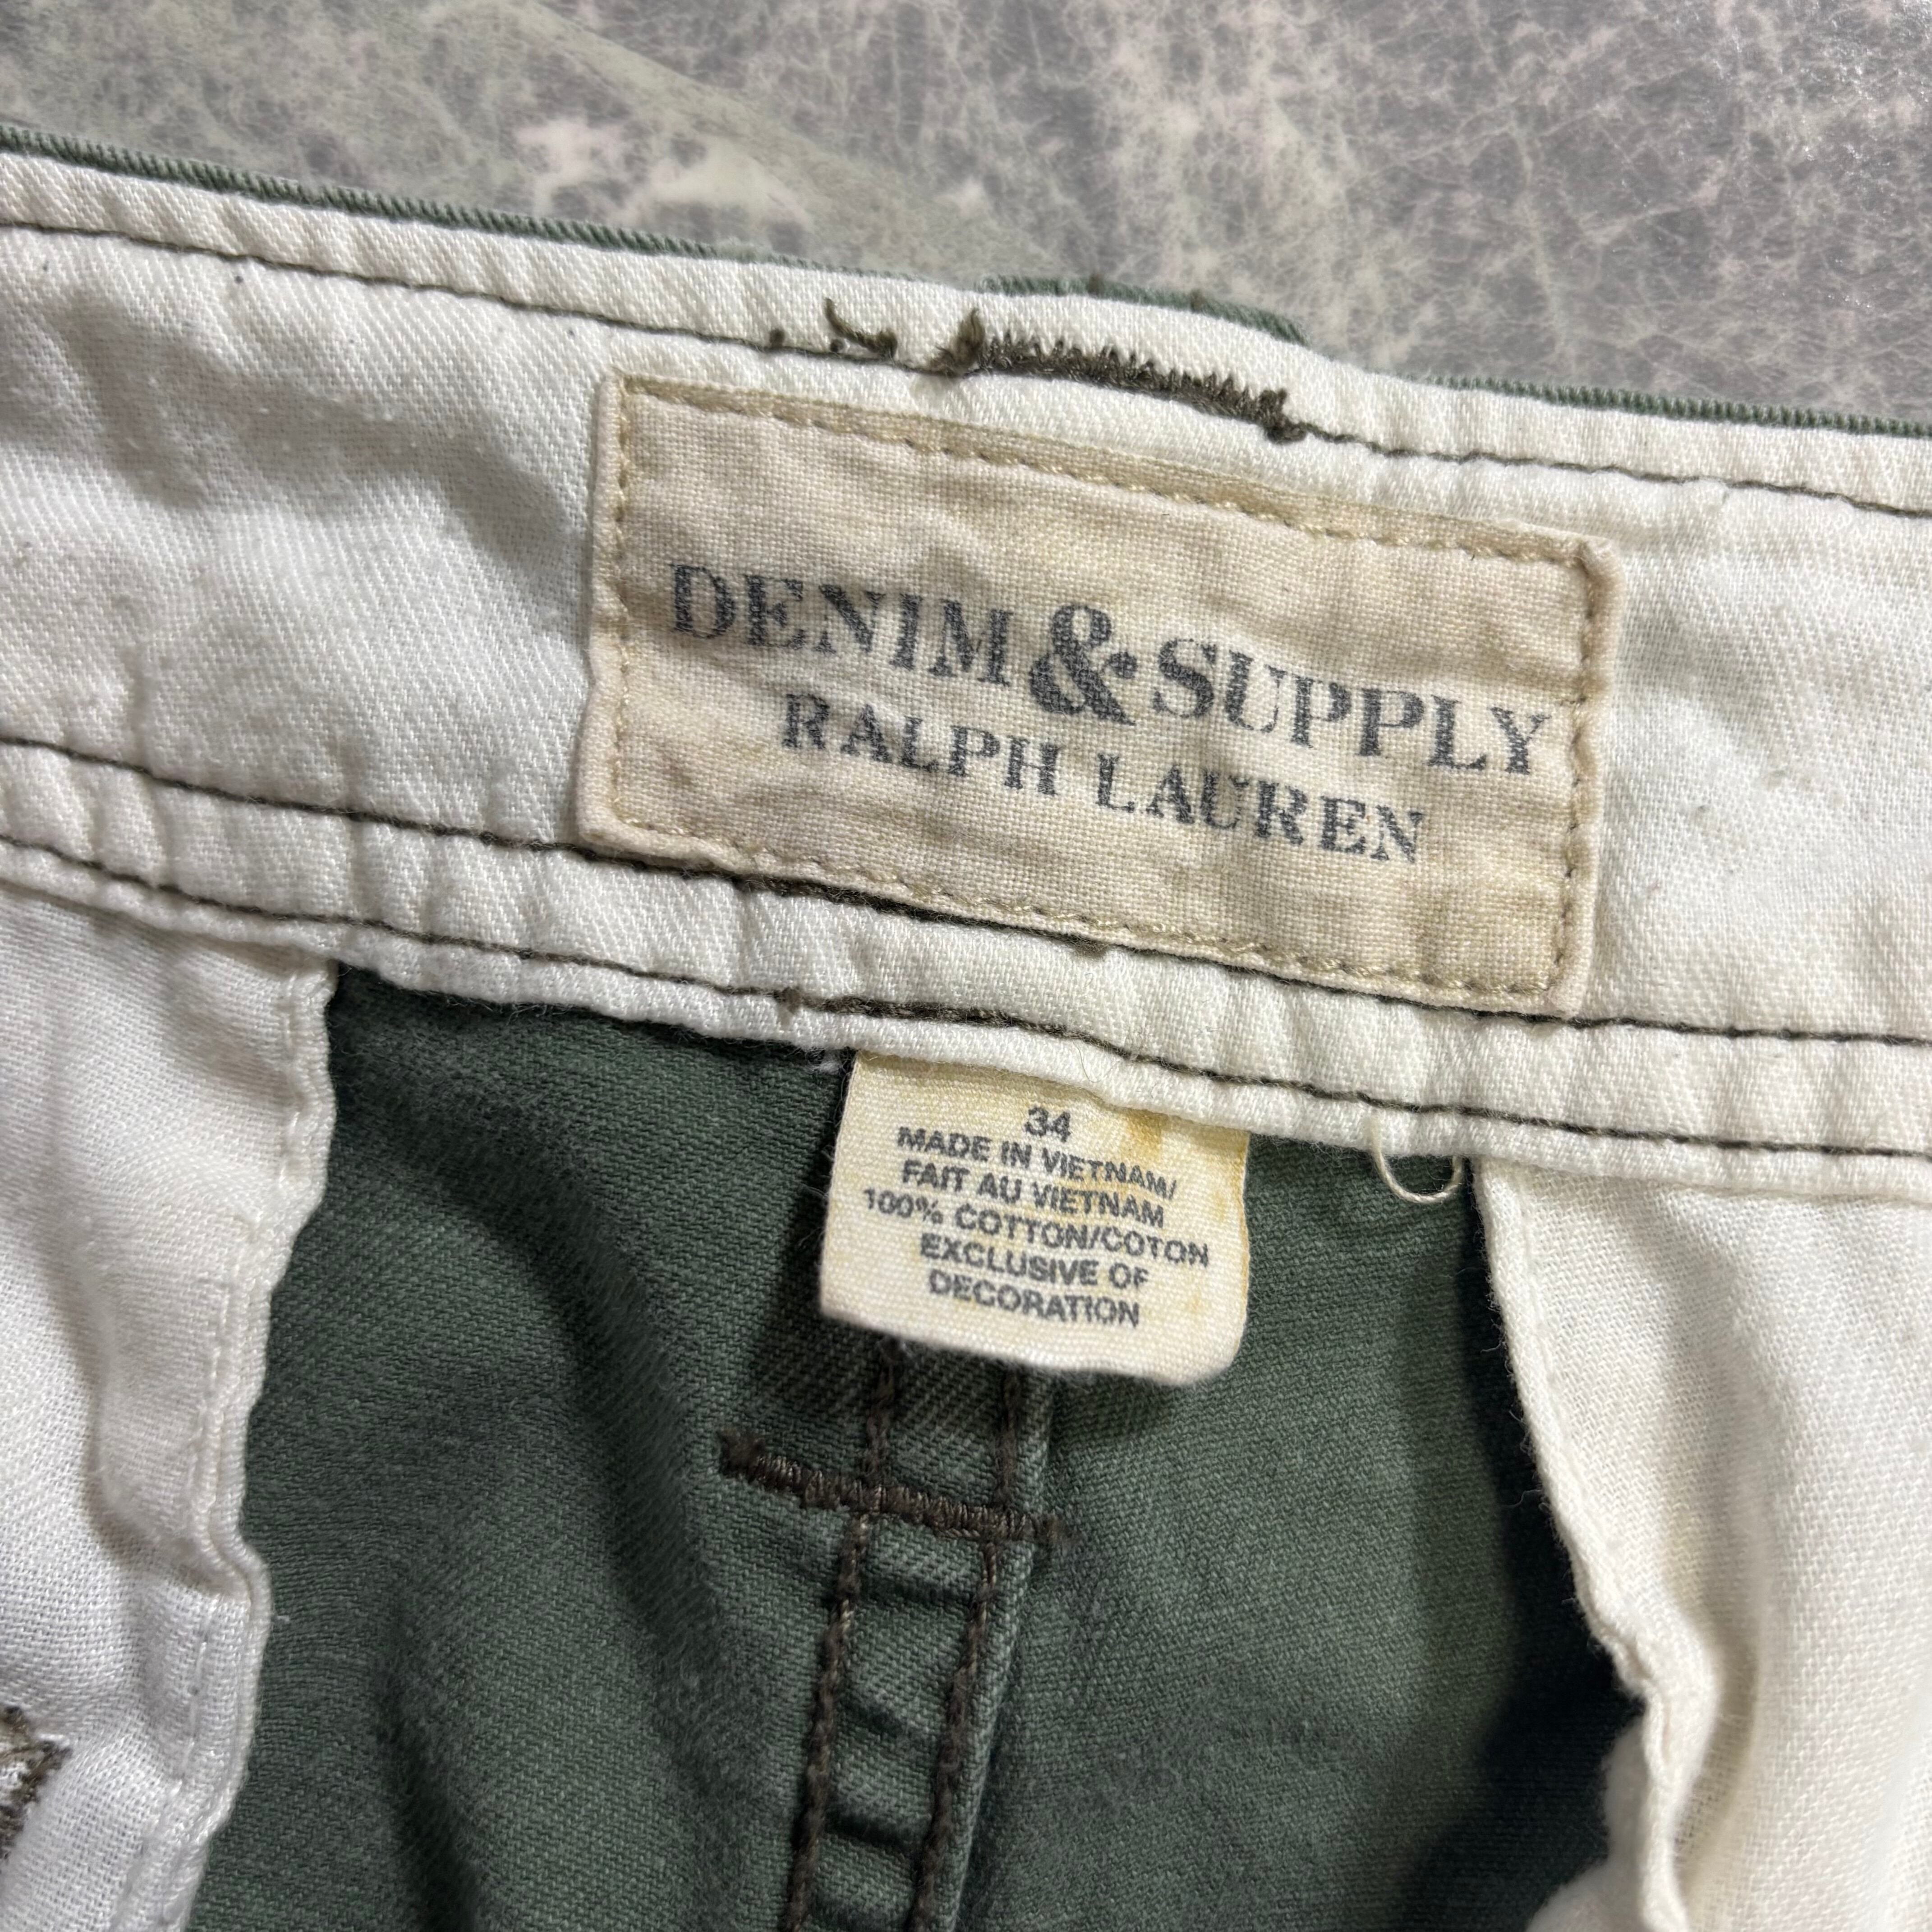 DENIM & SUPPLY
RALPH LAUREN
34
MADE IN VIETNAM/
FAIT AU VIETNAM
100% COTTON/COTON
EXCLUSIVE OF
DECORATION